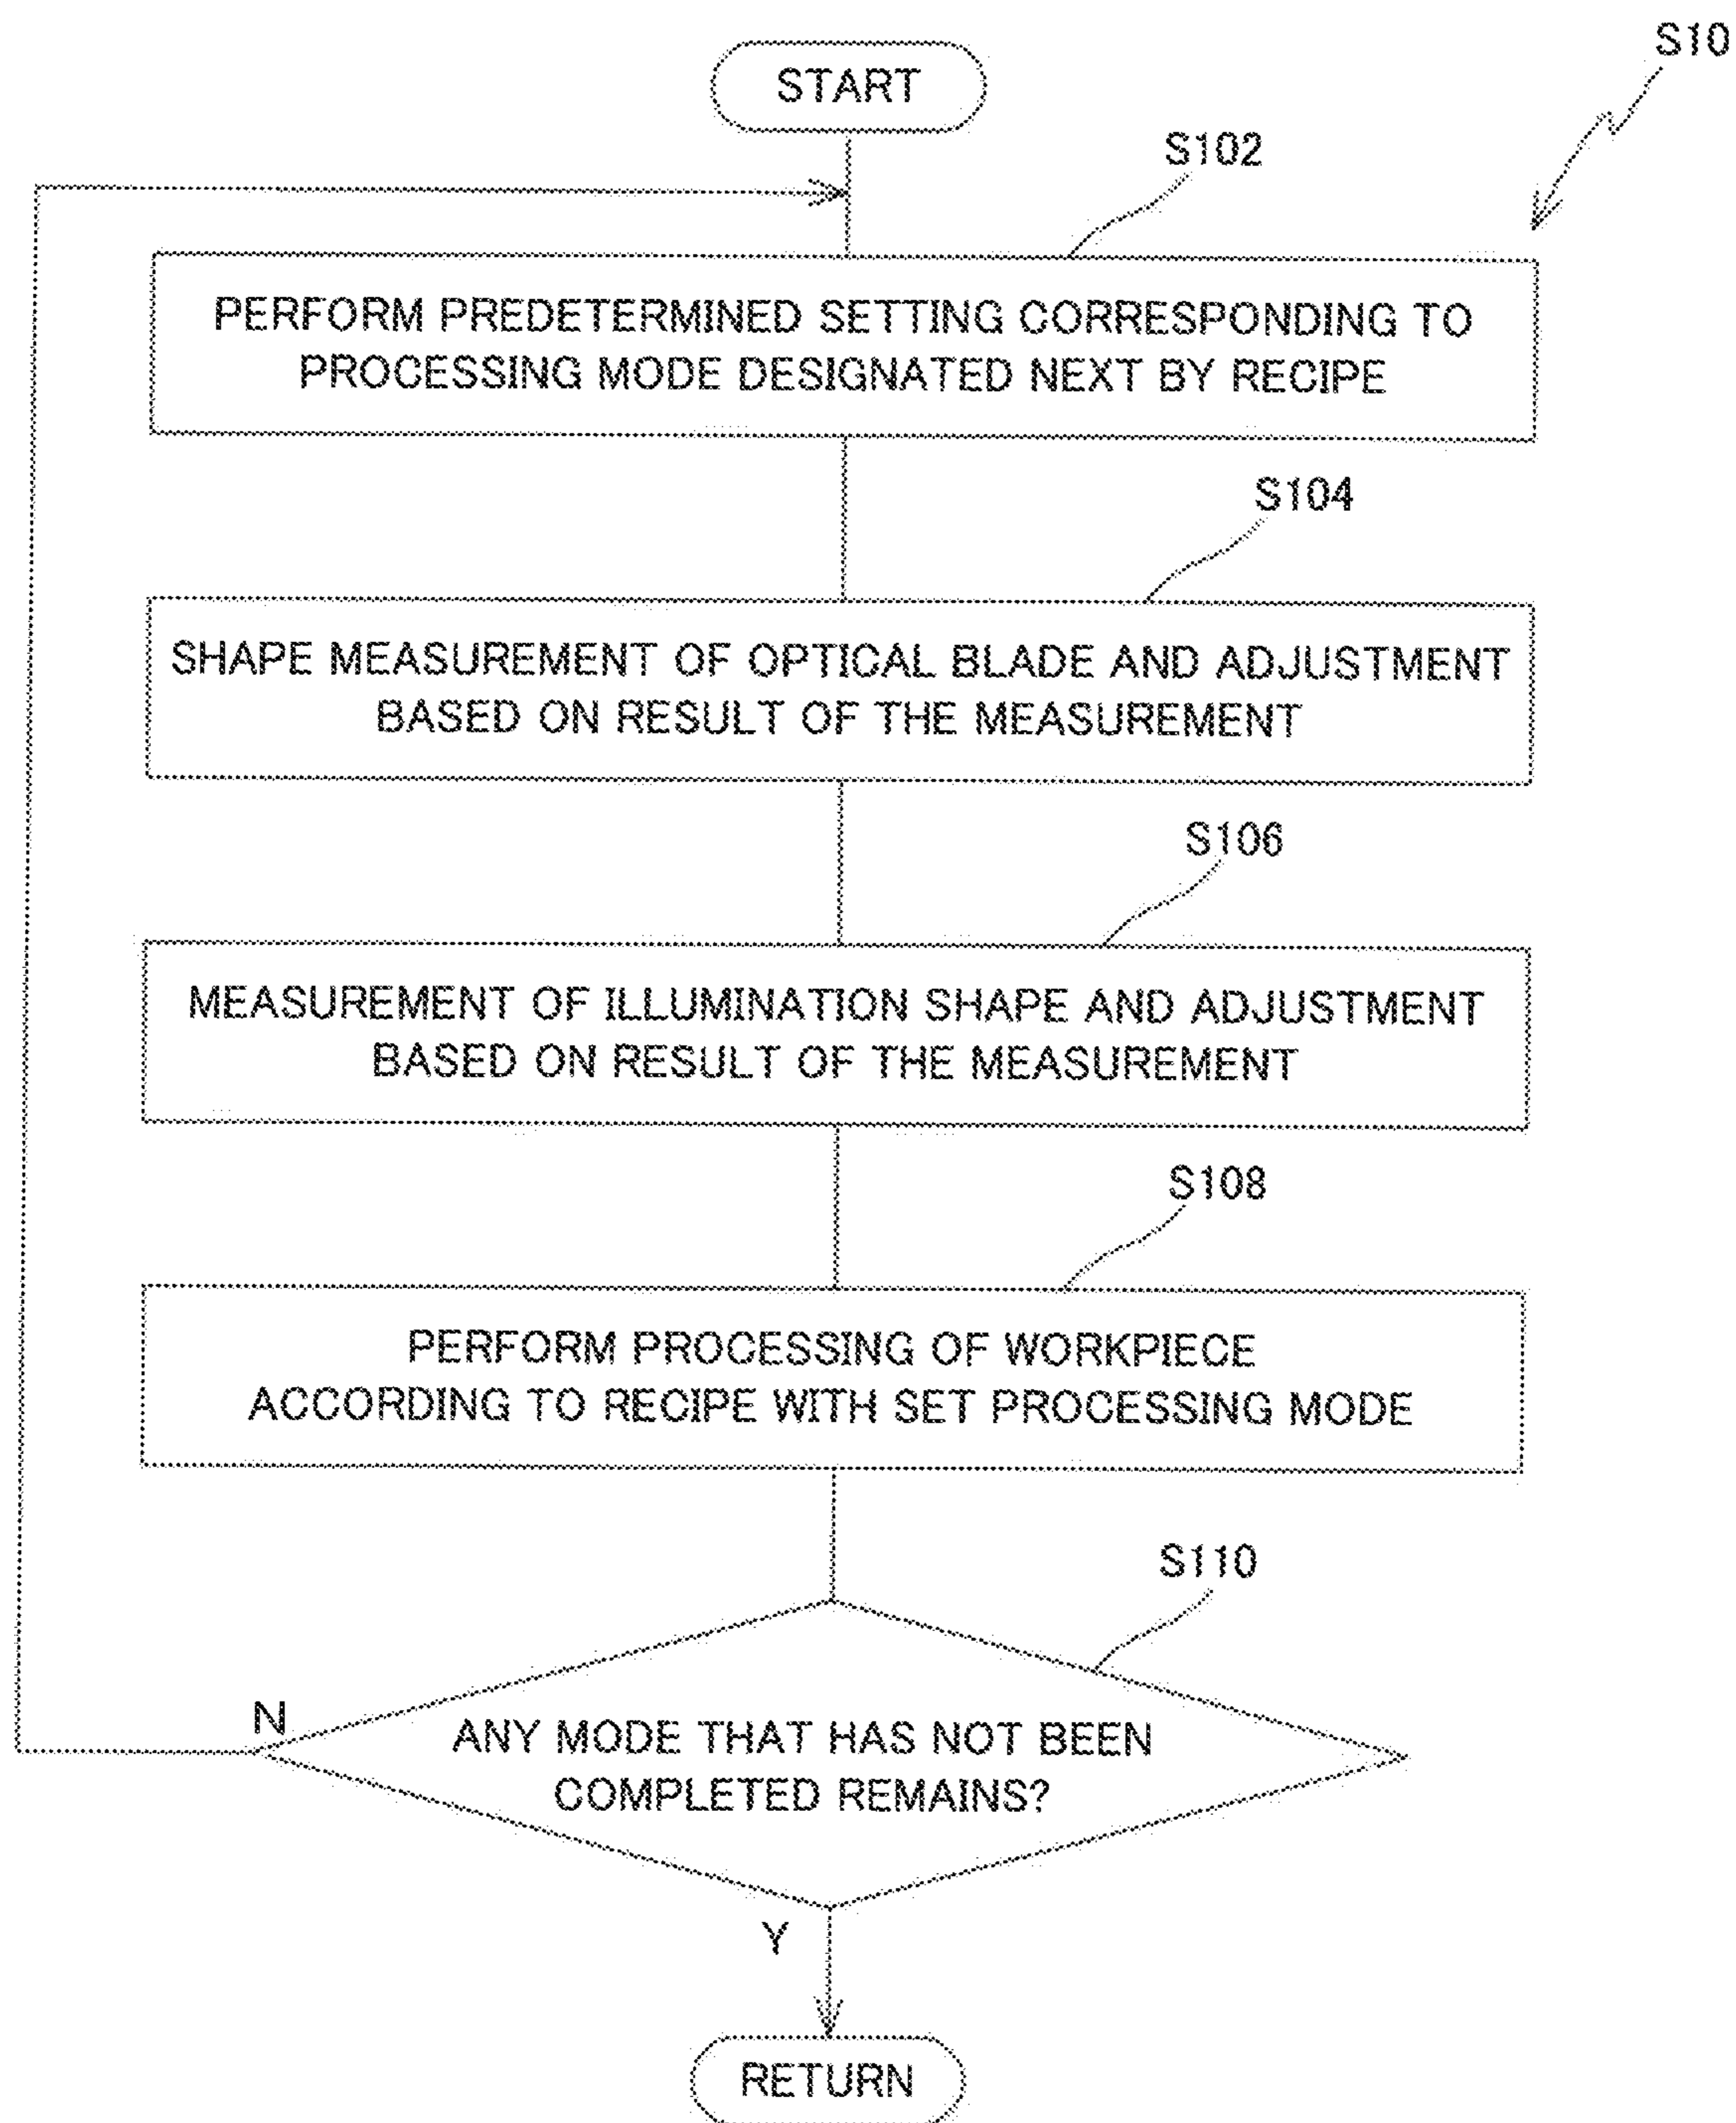 S10
START
S102
PERFORM PREDETERMINED SETTING CORRESPONDING TO
PROCESSING MODE DESIGNATED NEXT BY RECIPE
S104
SHAPE MEASUREMENT OF OPTICAL BLADE AND ADJUSTMENT
BASED ON RESULT OF THE MEASUREMENT
S106
MEASUREMENT OF ILLUMINATION SHAPE AND ADJUSTMENT
BASED ON RESULT OF THE MEASUREMENT
S108
PERFORM PROCESSING OF WORKPIECE
ACCORDING TO RECIPE WITH SET PROCESSING MODE
S110
N
ANY MODE THAT HAS NOT BEEN
COMPLETED REMAINS?
Y
RETURN